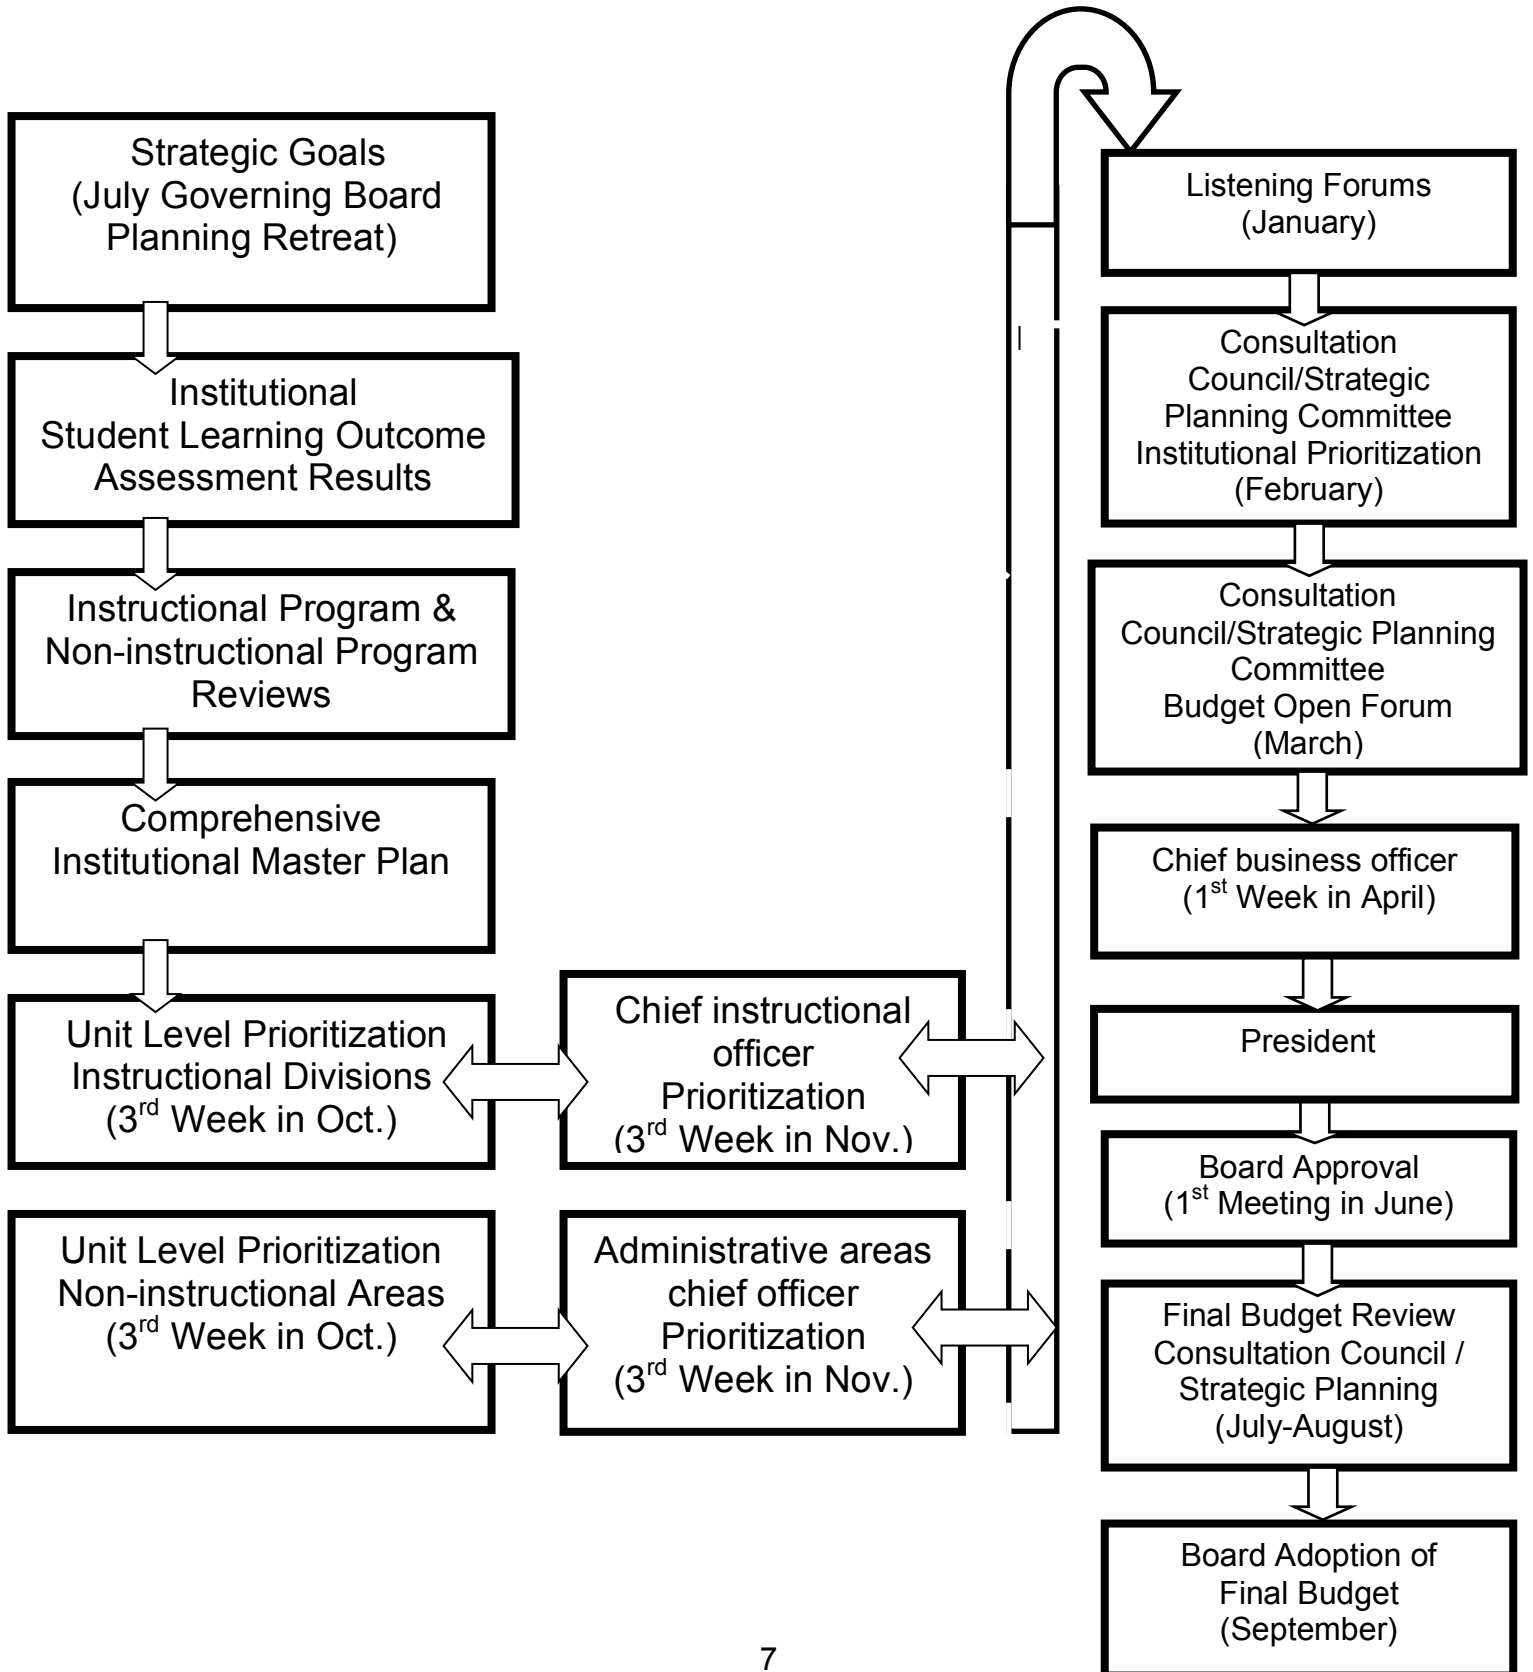 Strategic Goals
(July Governing Board
Planning Retreat)
Institutional
Student Learning Outcome
Assessment Results
Instructional Program &
Non-instructional Program
Reviews
Comprehensive
Institutional Master Plan
Unit Level Prioritization
Instructional Divisions
(3rd Week in Oct.)
Chief instructional
officer
Prioritization
(3rd Week in Nov.)
Unit Level Prioritization
Non-instructional Areas
(3rd Week in Oct.)
Administrative areas
chief officer
Prioritization
(3rd Week in Nov.)
Listening Forums
(January)
Consultation
Council/Strategic
Planning Committee
Institutional Prioritization
(February)
Consultation
Council/Strategic Planning
Committee
Budget Open Forum
(March)
Chief business officer
(1st Week in April)
President
Board Approval
(1st Meeting in June)
Final Budget Review
Consultation Council /
Strategic Planning
(July-August)
Board Adoption of
Final Budget
(September)
7